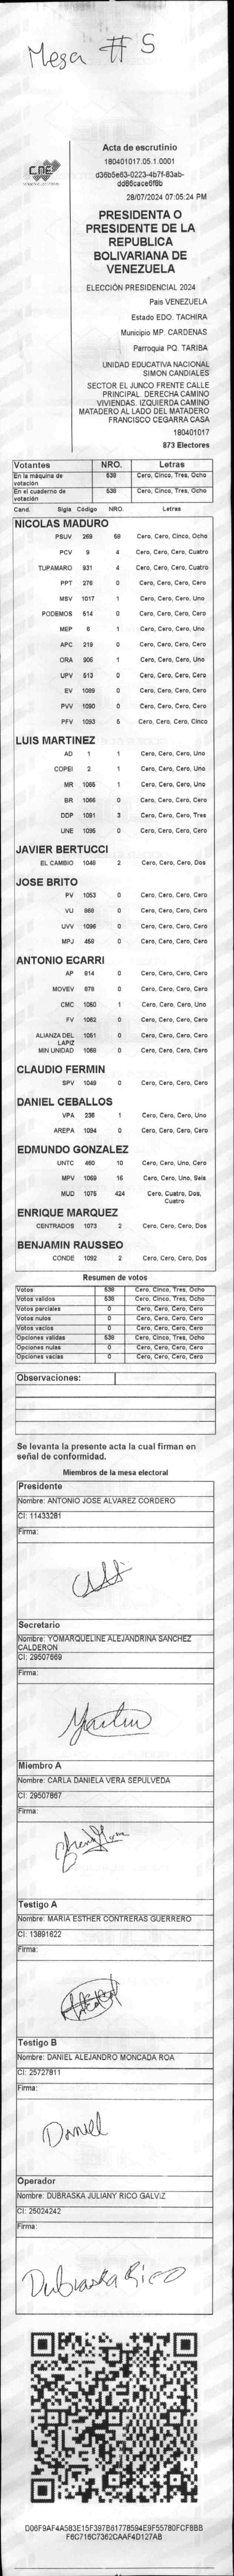 Mesa # 5
CNE
Acta de escrutinio
180401017.05.1.0001
d36b5e63-0223-4b7f-83ab-
dd86cace6f8b
28/07/2024 07:05:24 PM
PRESIDENTA O
PRESIDENTE DE LA
REPUBLICA
BOLIVARIANA DE
VENEZUELA
ELECCIÓN PRESIDENCIAL 2024
Pais VENEZUELA
Estado EDO. TACHIRA
Municipio MP. CARDENAS
Parroquia PQ. TARIBA
UNIDAD EDUCATIVA NACIONAL
SIMON CANDIALES
SECTOR EL JUNCO FRENTE CALLE
PRINCIPAL. DERECHA CAMINO
VIVIENDAS. IZQUIERDA CAMINO
MATADERO AL LADO DEL MATADERO
FRANCISCO CEGARRA CASA
180401017
873 Electores
Votantes NRO. Letras
En la máquina de votación 538 Cero, Cinco, Tres, Ocho
En el cuaderno de votación 538 Cero, Cinco, Tres, Ocho
Cand. Sigla Código NRO. Letras
NICOLAS MADURO
PSUV 269 58 Cero, Cero, Cinco, Ocho
PCV 9 4 Cero, Cero, Cero, Cuatro
TUPAMARO 931 4 Cero, Cero, Cero, Cuatro
PPT 276 0 Cero, Cero, Cero, Cero
MSV 1017 1 Cero, Cero, Cero, Uno
PODEMOS 514 0 Cero, Cero, Cero, Cero
MEP 6 1 Cero, Cero, Cero, Uno
APC 219 0 Cero, Cero, Cero, Cero
ORA 906 1 Cero, Cero, Cero, Uno
UPV 513 0 Cero, Cero, Cero, Cero
EV 1089 0 Cero, Cero, Cero, Cero
PVV 1090 0 Cero, Cero, Cero, Cero
PFV 1093 5 Cero, Cero, Cero, Cinco
LUIS MARTINEZ
AD 1 1 Cero, Cero, Cero, Uno
COPEI 2 1 Cero, Cero, Cero, Uno
MR 1065 1 Cero, Cero, Cero, Uno
BR 1066 0 Cero, Cero, Cero, Cero
DDP 1091 3 Cero, Cero, Cero, Tres
UNE 1095 0 Cero, Cero, Cero, Cero
JAVIER BERTUCCI
EL CAMBIO 1048 2 Cero, Cero, Cero, Dos
JOSE BRITO
PV 1053 0 Cero, Cero, Cero, Cero
VU 868 0 Cero, Cero, Cero, Cero
UVV 1096 0 Cero, Cero, Cero, Cero
MPJ 458 0 Cero, Cero, Cero, Cero
ANTONIO ECARRI
AP 814 0 Cero, Cero, Cero, Cero
MOVEV 878 0 Cero, Cero, Cero, Cero
CMC 1050 1 Cero, Cero, Cero, Uno
FV 1062 0 Cero, Cero, Cero, Cero
ALIANZA DEL LAPIZ 1051 0 Cero, Cero, Cero, Cero
MIN UNIDAD 1058 0 Cero, Cero, Cero, Cero
CLAUDIO FERMIN
SPV 1049 0 Cero, Cero, Cero, Cero
DANIEL CEBALLOS
VPA 236 1 Cero, Cero, Cero, Uno
AREPA 1094 0 Cero, Cero, Cero, Cero
EDMUNDO GONZALEZ
UNTC 460 10 Cero, Cero, Uno, Cero
MPV 1069 16 Cero, Cero, Uno, Seis
MUD 1075 424 Cero, Cuatro, Dos, Cuatro
ENRIQUE MARQUEZ
CENTRADOS 1073 2 Cero, Cero, Cero, Dos
BENJAMIN RAUSSEO
CONDE 1092 2 Cero, Cero, Cero, Dos
Resumen de votos
Votos 538 Cero, Cinco, Tres, Ocho
Votos validos 538 Cero, Cinco, Tres, Ocho
Votos parciales 0 Cero, Cero, Cero, Cero
Votos nulos 0 Cero, Cero, Cero, Cero
Votos vacios 0 Cero, Cero, Cero, Cero
Opciones validas 538 Cero, Cinco, Tres, Ocho
Opciones nulas 0 Cero, Cero, Cero, Cero
Opciones vacias 0 Cero, Cero, Cero, Cero
Observaciones:
Se levanta la presente acta la cual firman en
señal de conformidad.
Miembros de la mesa electoral
Presidente
Nombre: ANTONIO JOSE ALVAREZ CORDERO
CI: 11433281
Firma:
Secretario
Nombre: YOMARQUELINE ALEJANDRINA SANCHEZ
CALDERON
CI: 29507669
Firma:
Miembro A
Nombre: CARLA DANIELA VERA SEPULVEDA
CI: 29507867
Firma:
Testigo A
Nombre: MARIA ESTHER CONTRERAS GUERRERO
CI: 13891622
Firma:
Testigo B
Nombre: DANIEL ALEJANDRO MONCADA ROA
CI: 25727811
Firma:
Daniel
Operador
Nombre: DUBRASKA JULIANY RICO GALVIZ
CI: 25024242
Firma:
Dubraska Rico
D06F9AF4A583E15F397B81778594E9F55780FCF8BB
F6C716C7362CAAF4D127AB